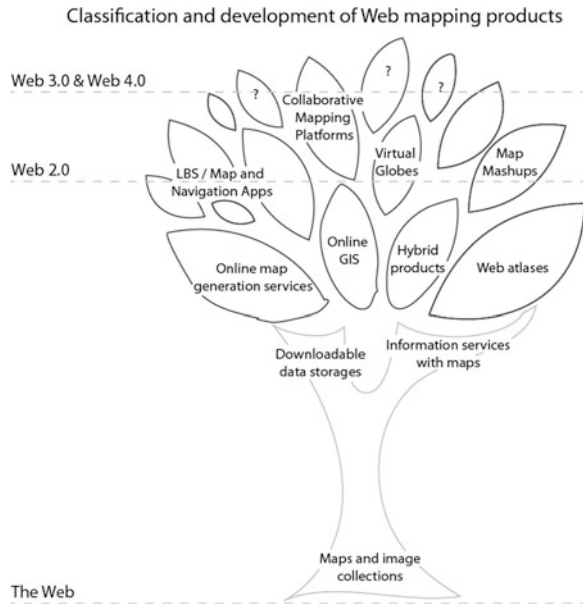 Classification and development of Web mapping products
Web 3.0 & Web 4.0
?
?
?
Collaborative
Mapping
Platforms
Web 2.0
LBS / Map and
Navigation Apps
Virtual
Globes
Map
Mashups
Online map
generation services
Online
GIS
Hybrid
products
Web atlases
Downloadable
data storages
Information services
with maps
Maps and image
collections
The Web